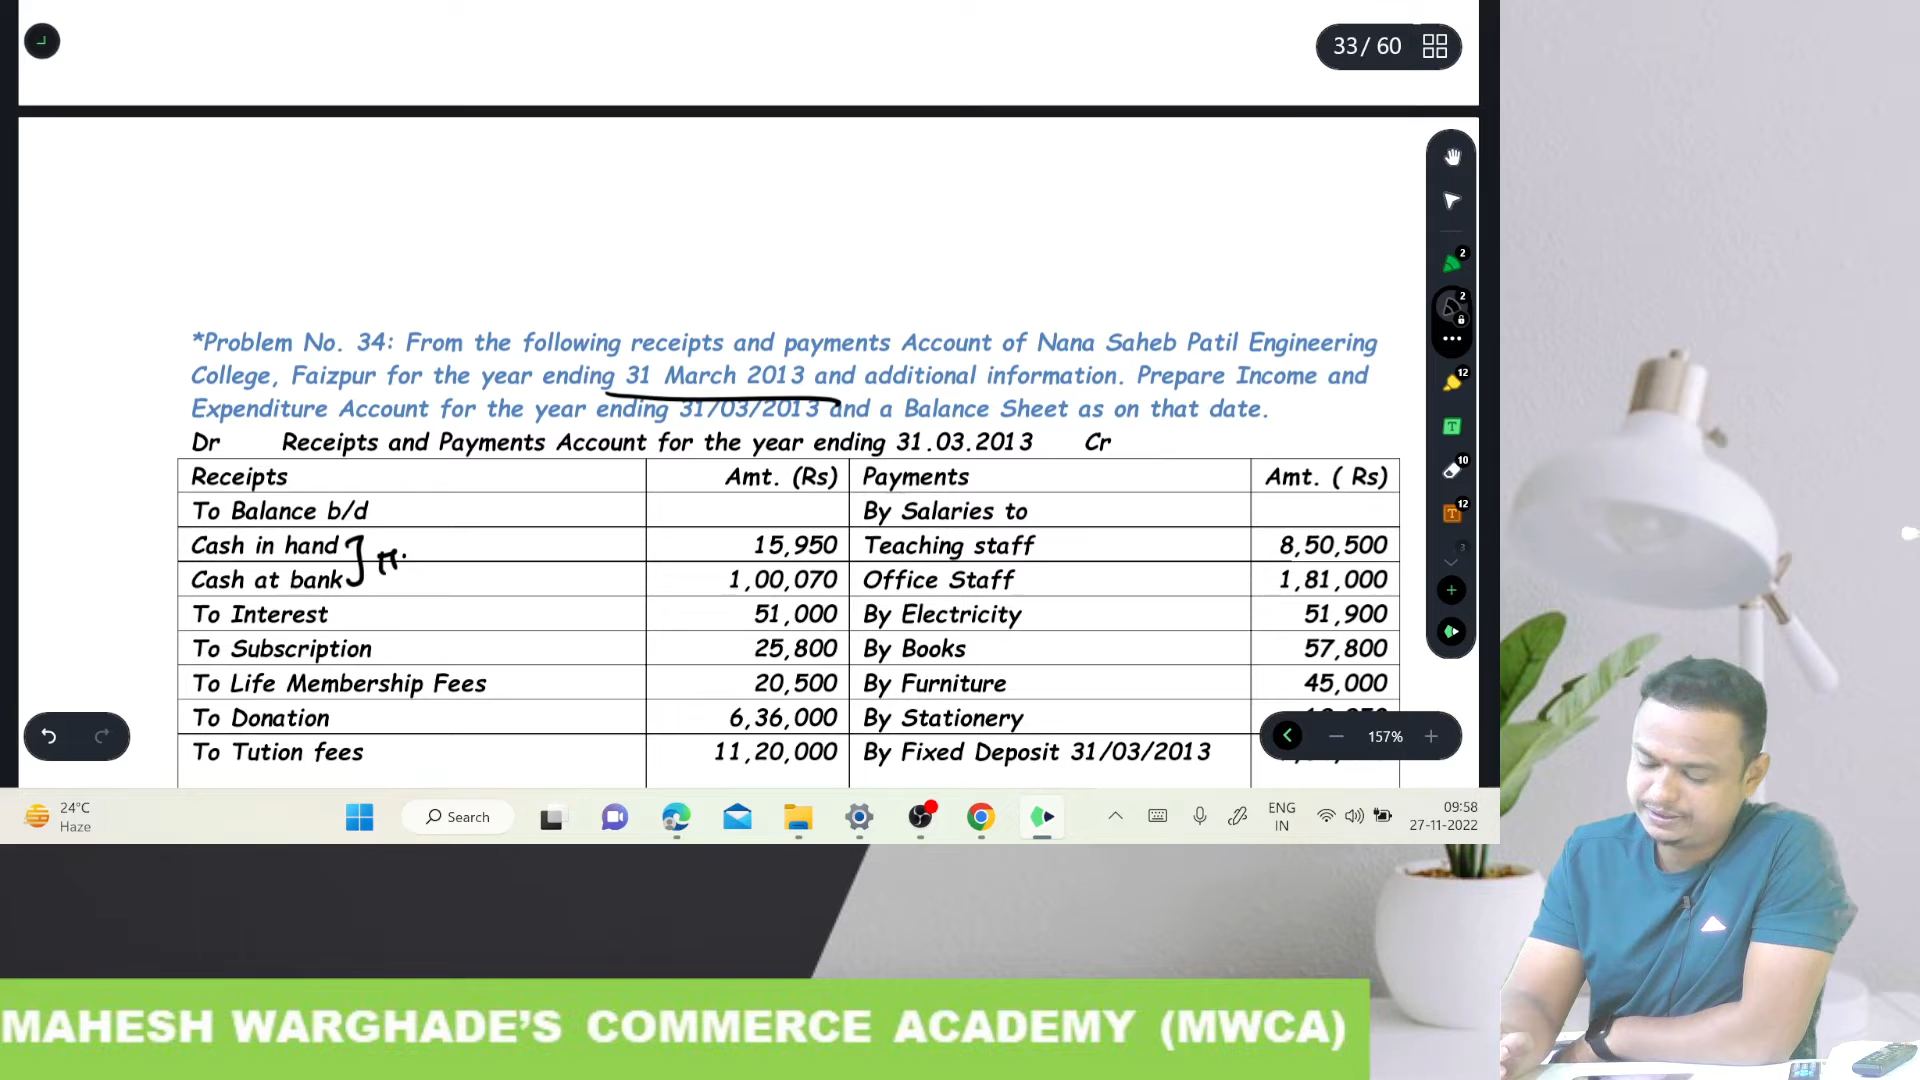 33/ 60
*Problem No. 34: From the following receipts and payments Account of Nana Saheb Patil Engineering
College, Faizpur for the year ending 31 March 2013 and additional information. Prepare Income and
Expenditure Account for the year ending 31/03/2013 and a Balance Sheet as on that date.
Dr Receipts and Payments Account for the year ending 31.03.2013 Cr
Receipts Amt. (Rs) Payments Amt. ( Rs)
To Balance b/d By Salaries to
Cash in hand 15,950 Teaching staff 8,50,500
Cash at bank 1,00,070 Office Staff 1,81,000
To Interest 51,000 By Electricity 51,900
To Subscription 25,800 By Books 57,800
To Life Membership Fees 20,500 By Furniture 45,000
To Donation 6,36,000 By Stationery
To Tution fees 11,20,000 By Fixed Deposit 31/03/2013
2
2
12
T
10
T 12
3
157%
24°C
Haze
Search
ENG
IN
09:58
27-11-2022
MAHESH WARGHADE'S COMMERCE ACADEMY (MWCA)